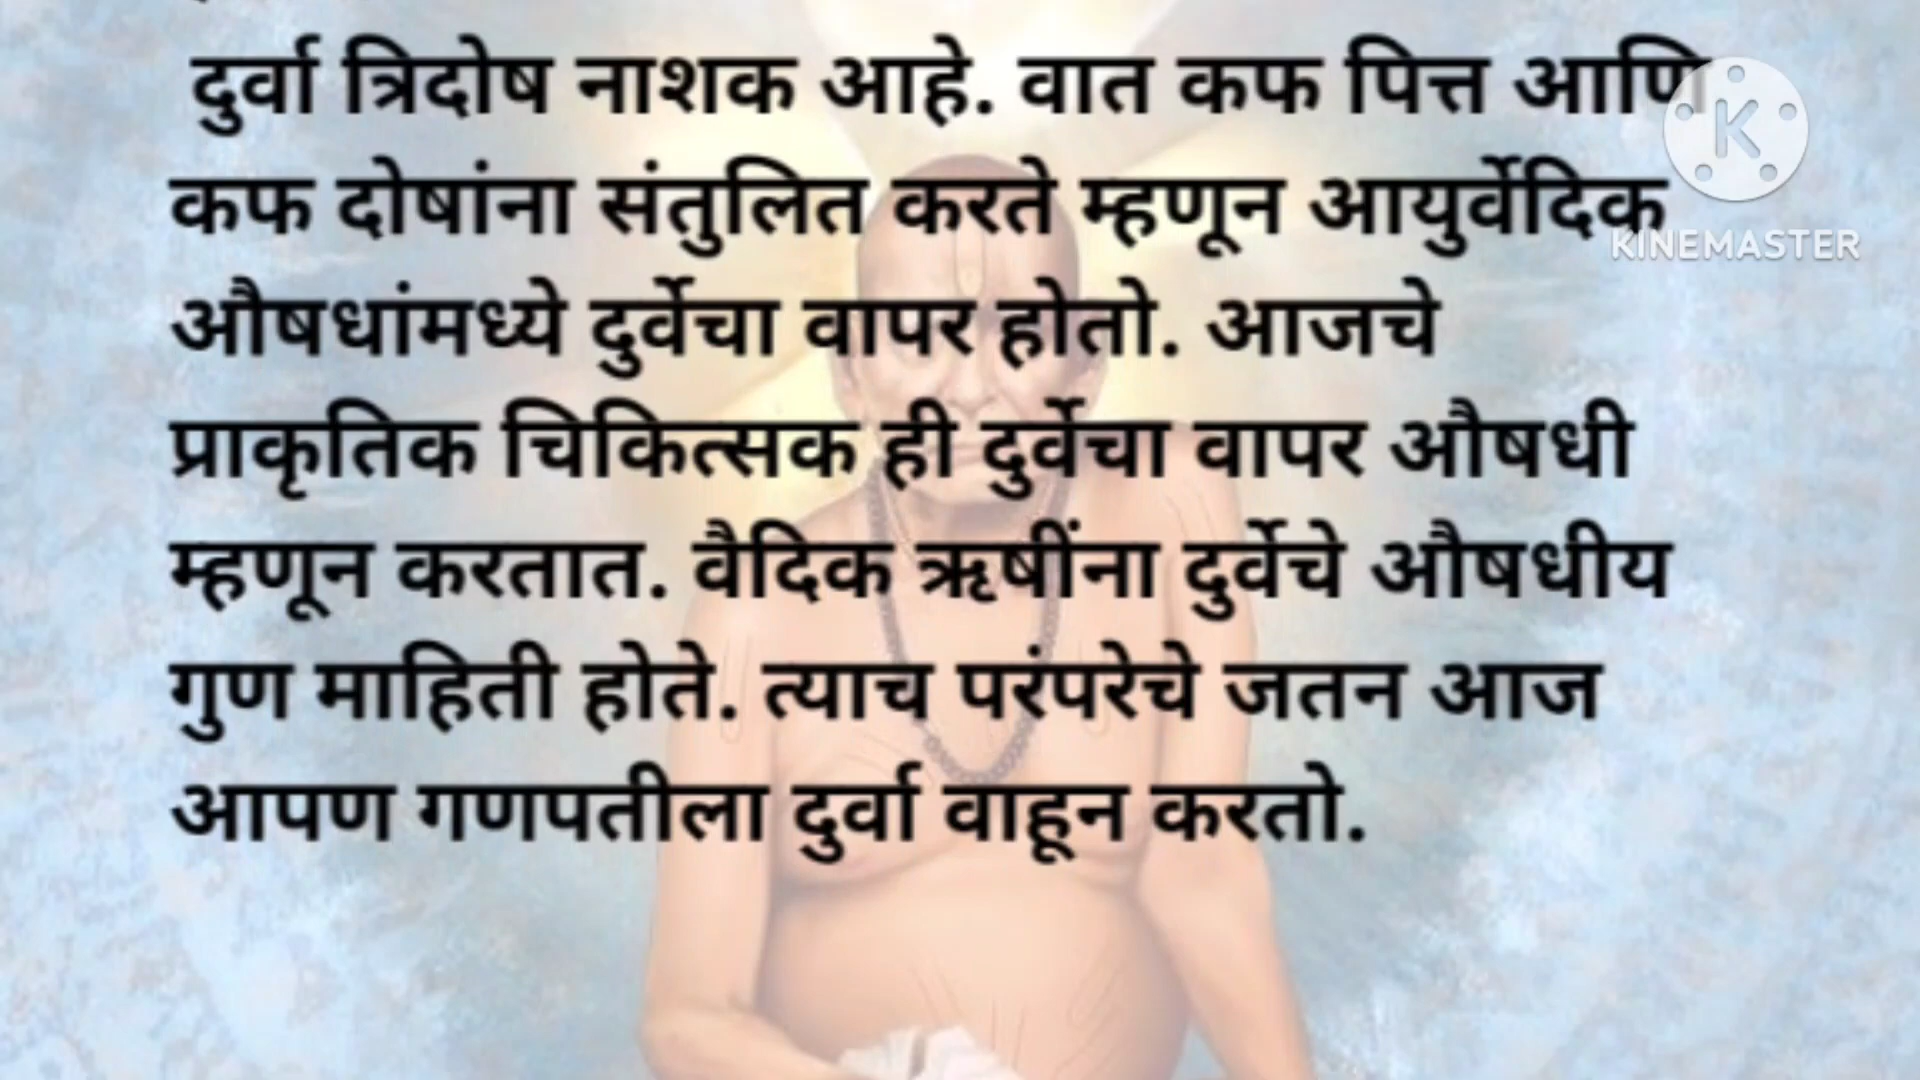 दुर्वा त्रिदोष नाशक आहे. वात कफ पित्त आणि
कफ दोषांना संतुलित करते म्हणून आयुर्वेदिक
KINEMASTER
औषधांमध्ये दुर्वेचा वापर होतो. आजचे
प्राकृतिक चिकित्सक ही दुर्वेचा वापर औषधी
म्हणून करतात. वैदिक ऋषींना दुर्वेचे औषधीय
गुण माहिती होते. त्याच परंपरेचे जतन आज
आपण गणपतीला दुर्वा वाहून करतो.